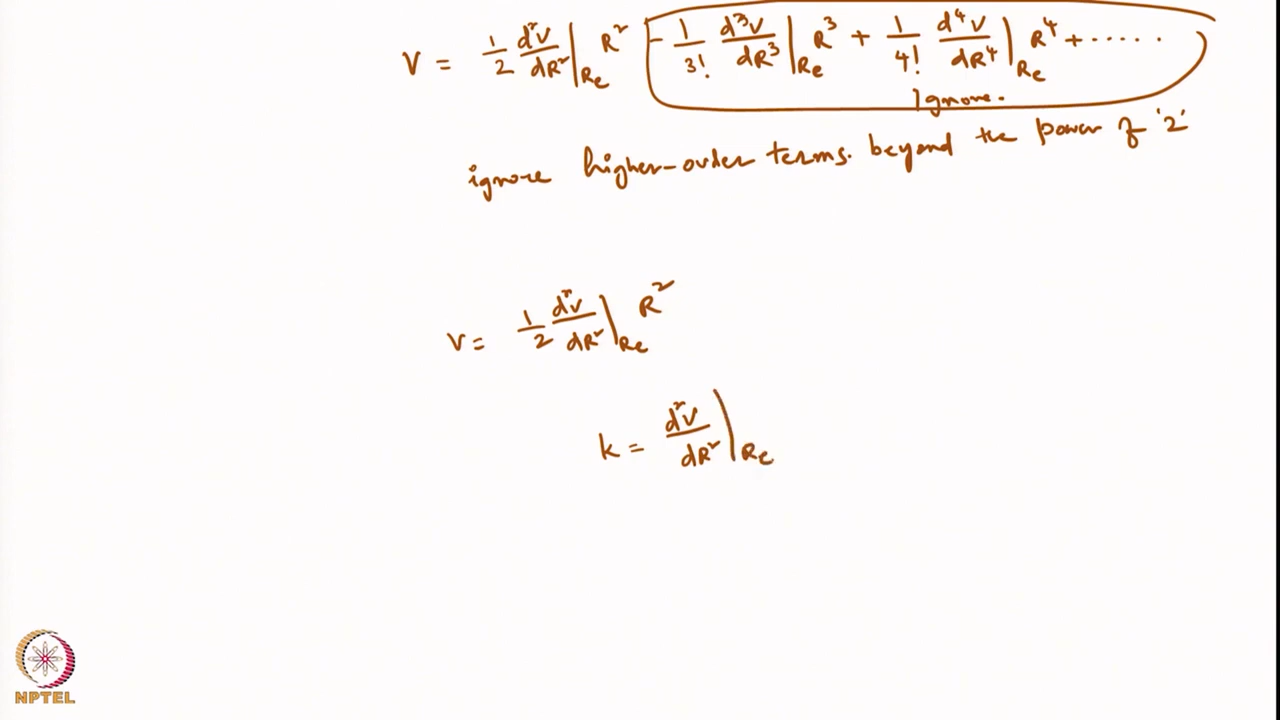 V = 1/2 d²V/dR²|Re R² - 1/3! d³V/dR³|Re R³ + 1/4! d⁴V/dR⁴|Re R⁴ + ......
Ignore.
ignore higher-order terms. beyond the power of '2'
V = 1/2 d²V/dR²|Re R²
k = d²V/dR²|Re
NPTEL